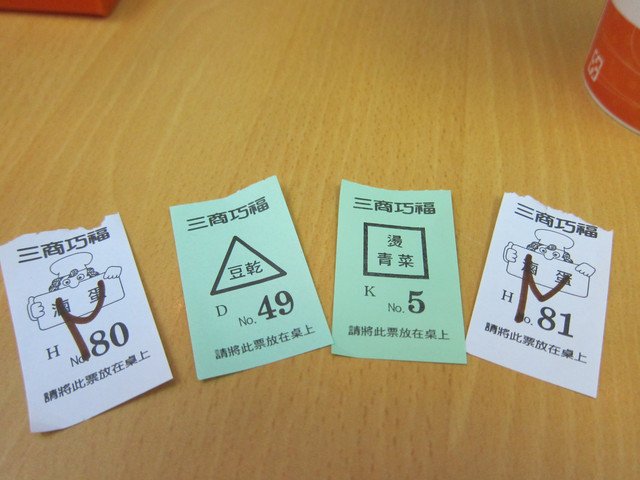 三商巧福
滷蛋
H No. 80
請將此票放在桌上
三商巧福
豆乾
D No. 49
請將此票放在桌上
三商巧福
燙
青菜
K No. 5
請將此票放在桌上
三商巧福
滷蛋
H No. 81
請將此票放在桌上